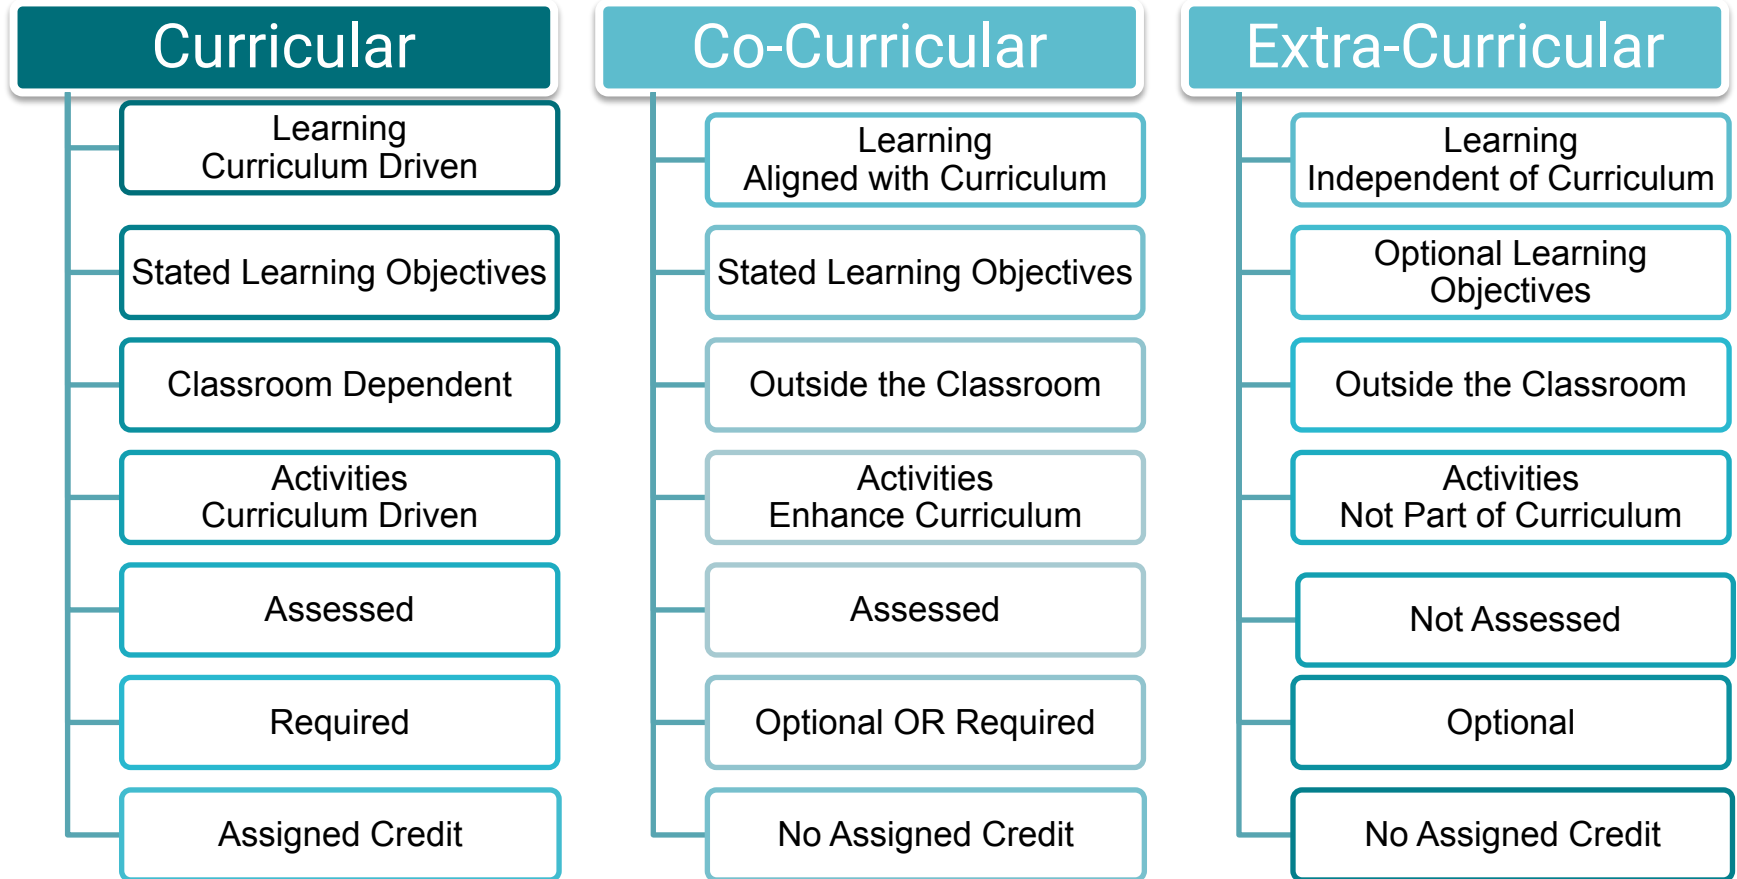 Curricular
Learning
Curriculum Driven
Stated Learning Objectives
Classroom Dependent
Activities
Curriculum Driven
Assessed
Required
Assigned Credit
Co-Curricular
Learning
Aligned with Curriculum
Stated Learning Objectives
Outside the Classroom
Activities
Enhance Curriculum
Assessed
Optional OR Required
No Assigned Credit
Extra-Curricular
Learning
Independent of Curriculum
Optional Learning
Objectives
Outside the Classroom
Activities
Not Part of Curriculum
Not Assessed
Optional
No Assigned Credit